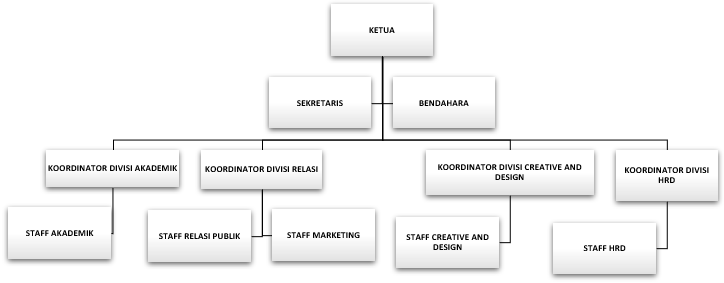 KETUA
SEKRETARIS
BENDAHARA
KOORDINATOR DIVISI AKADEMIK
KOORDINATOR DIVISI RELASI
KOORDINATOR DIVISI CREATIVE AND
DESIGN
KOORDINATOR DIVISI
HRD
STAFF AKADEMIK
STAFF RELASI PUBLIK
STAFF MARKETING
STAFF CREATIVE AND
DESIGN
STAFF HRD